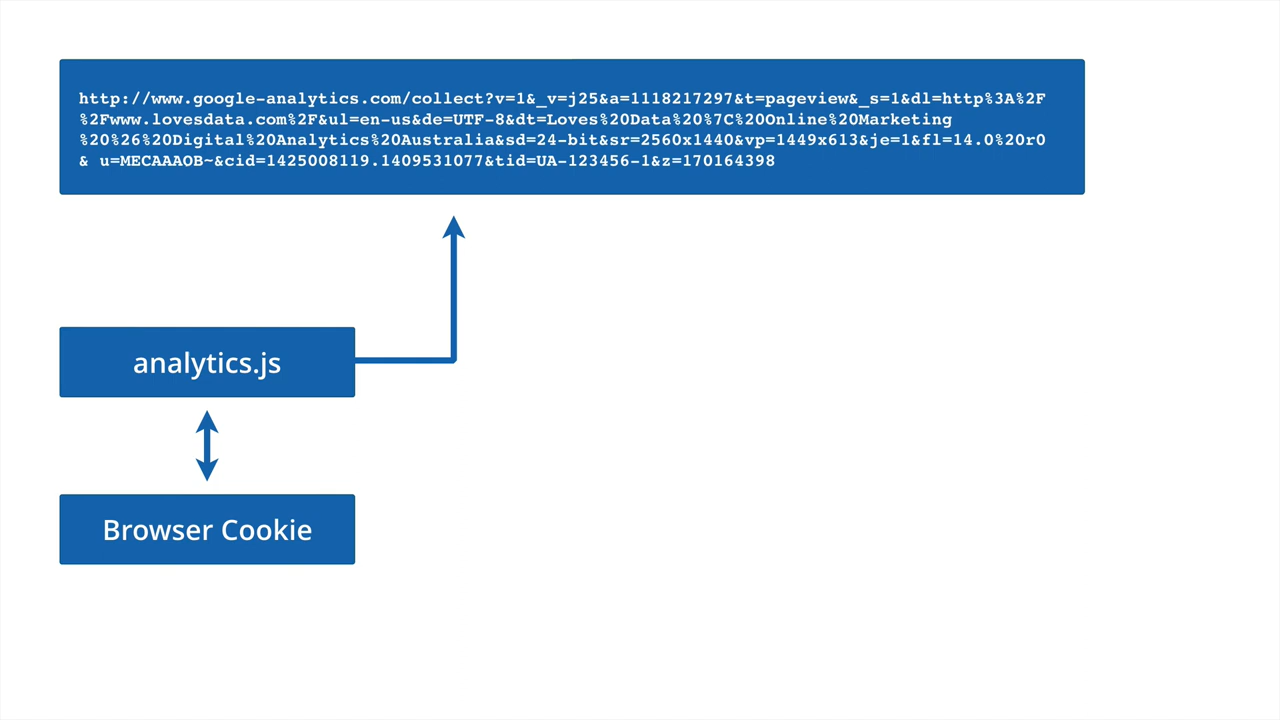 http://www.google-analytics.com/collect?v=1&_v=j25&a=1118217297&t=pageview&_s=1&dl=http%3A%2F
%2Fwww.lovesdata.com%2F&ul=en-us&de=UTF-8&dt=Loves%20Data%20%7C%20Online%20Marketing
%20%26%20Digital%20Analytics%20Australia&sd=24-bit&sr=2560x1440&vp=1449x613&je=1&fl=14.0%20r0
& u=MECAAAOB~&cid=1425008119.1409531077&tid=UA-123456-1&z=170164398
analytics.js
Browser Cookie